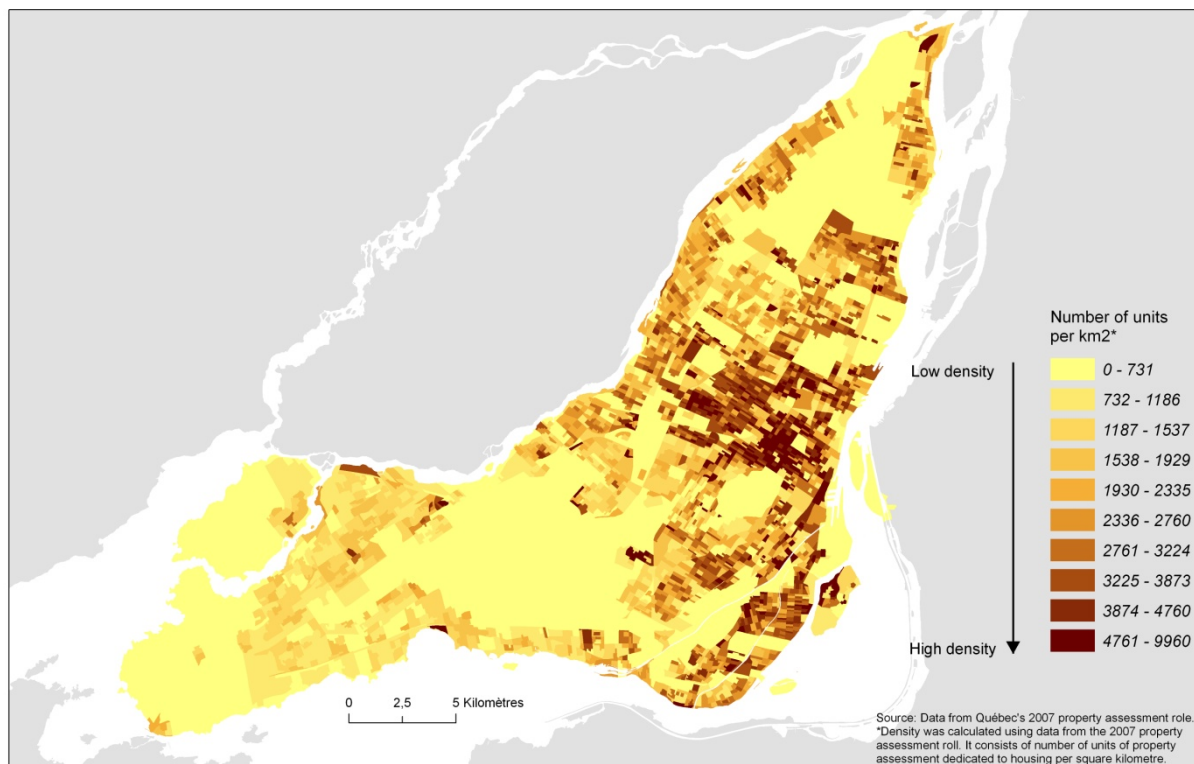 Number of units
per km2*
Low density
0 - 731
732 - 1186
1187 - 1537
1538 - 1929
1930 - 2335
2336 - 2760
2761 - 3224
3225 - 3873
3874 - 4760
4761 - 9960
High density
0 2,5 5 Kilomètres
Source: Data from Québec's 2007 property assessment role.
*Density was calculated using data from the 2007 property
assessment roll. It consists of number of units of property
assessment dedicated to housing per square kilometre.